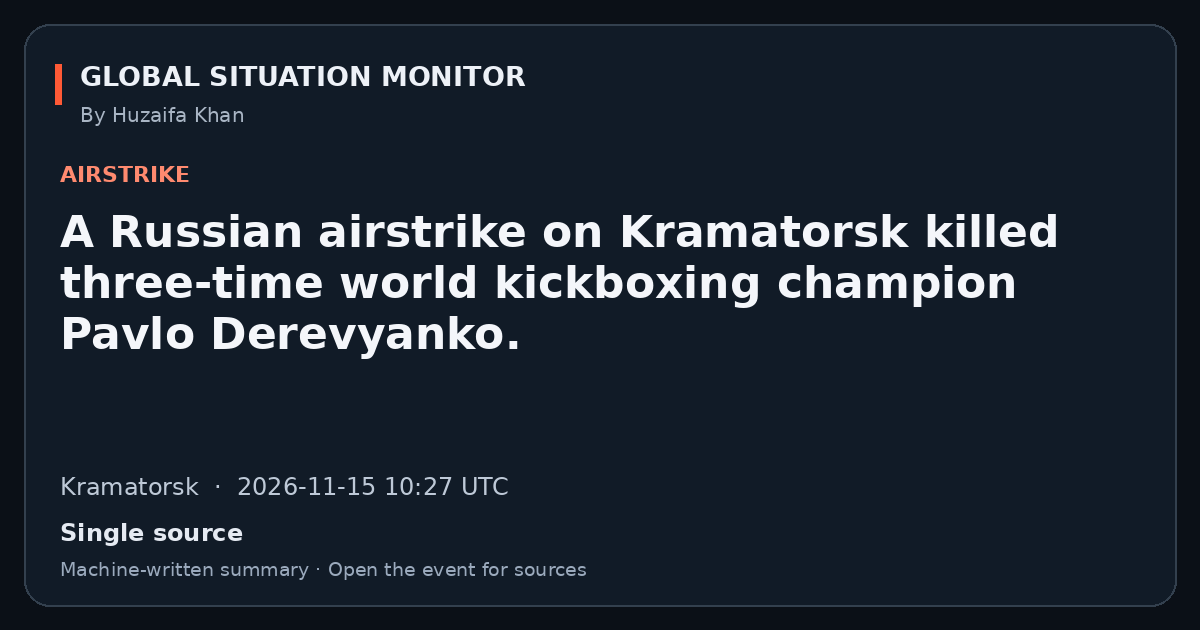 GLOBAL SITUATION MONITOR
By Huzaifa Khan
AIRSTRIKE
A Russian airstrike on Kramatorsk killed
three-time world kickboxing champion
Pavlo Derevyanko.
Kramatorsk · 2026-11-15 10:27 UTC
Single source
Machine-written summary · Open the event for sources